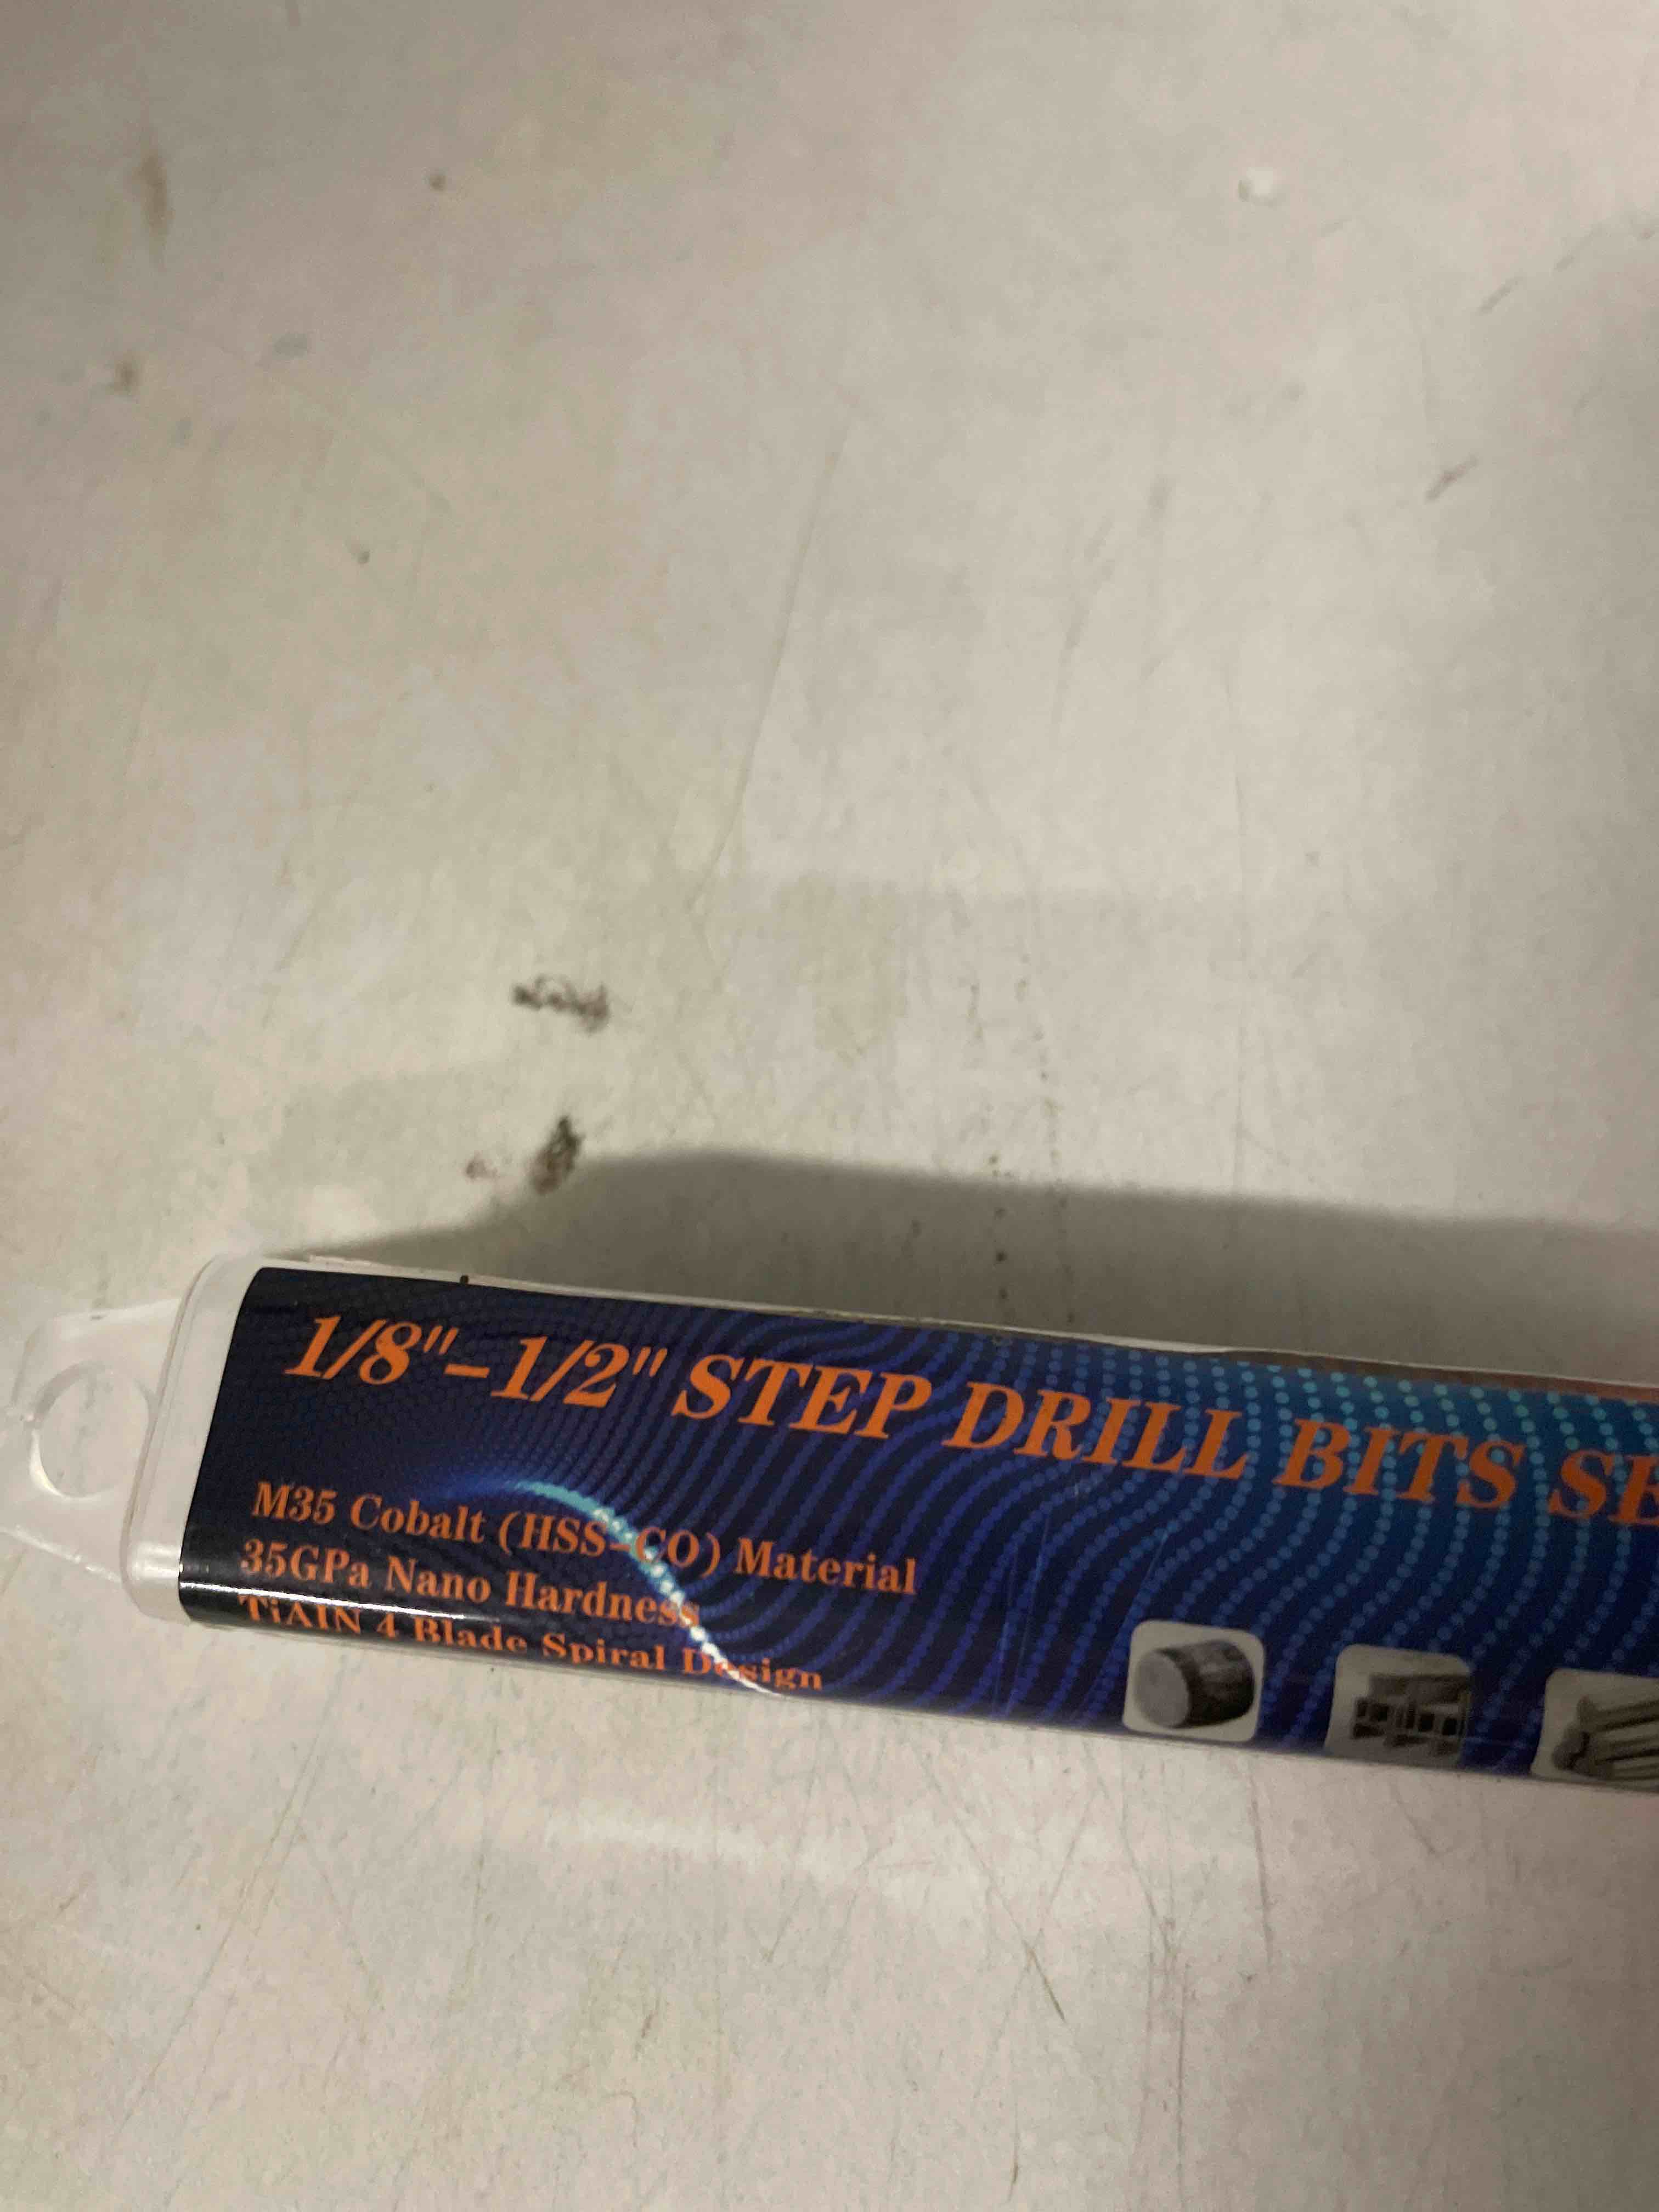 1/8"-1/2" STEP DRILL BITS
M35 Cobalt (HSS-CO) Material
35GPa Nano Hardness
TiAIN 4 Blade Spiral Design